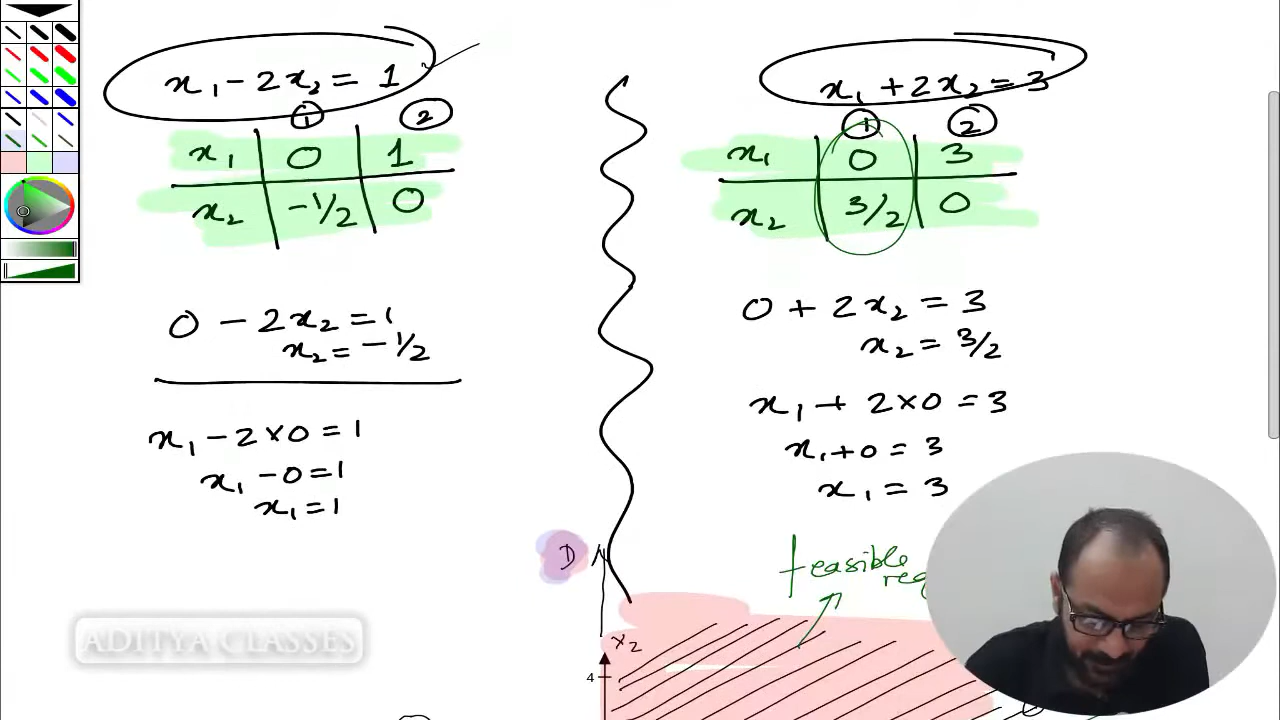 x₁ - 2x₂ = 1
① ②
x₁ 0 1
x₂ -1/2 0
0 - 2x₂ = 1
x₂ = -1/2
x₁ - 2×0 = 1
x₁ - 0 = 1
x₁ = 1
x₁ + 2x₂ = 3
① ②
x₁ 0 3
x₂ 3/2 0
0 + 2x₂ = 3
x₂ = 3/2
x₁ + 2×0 = 3
x₁ + 0 = 3
x₁ = 3
D
feasible
x₂
4
ADITYA CLASSES